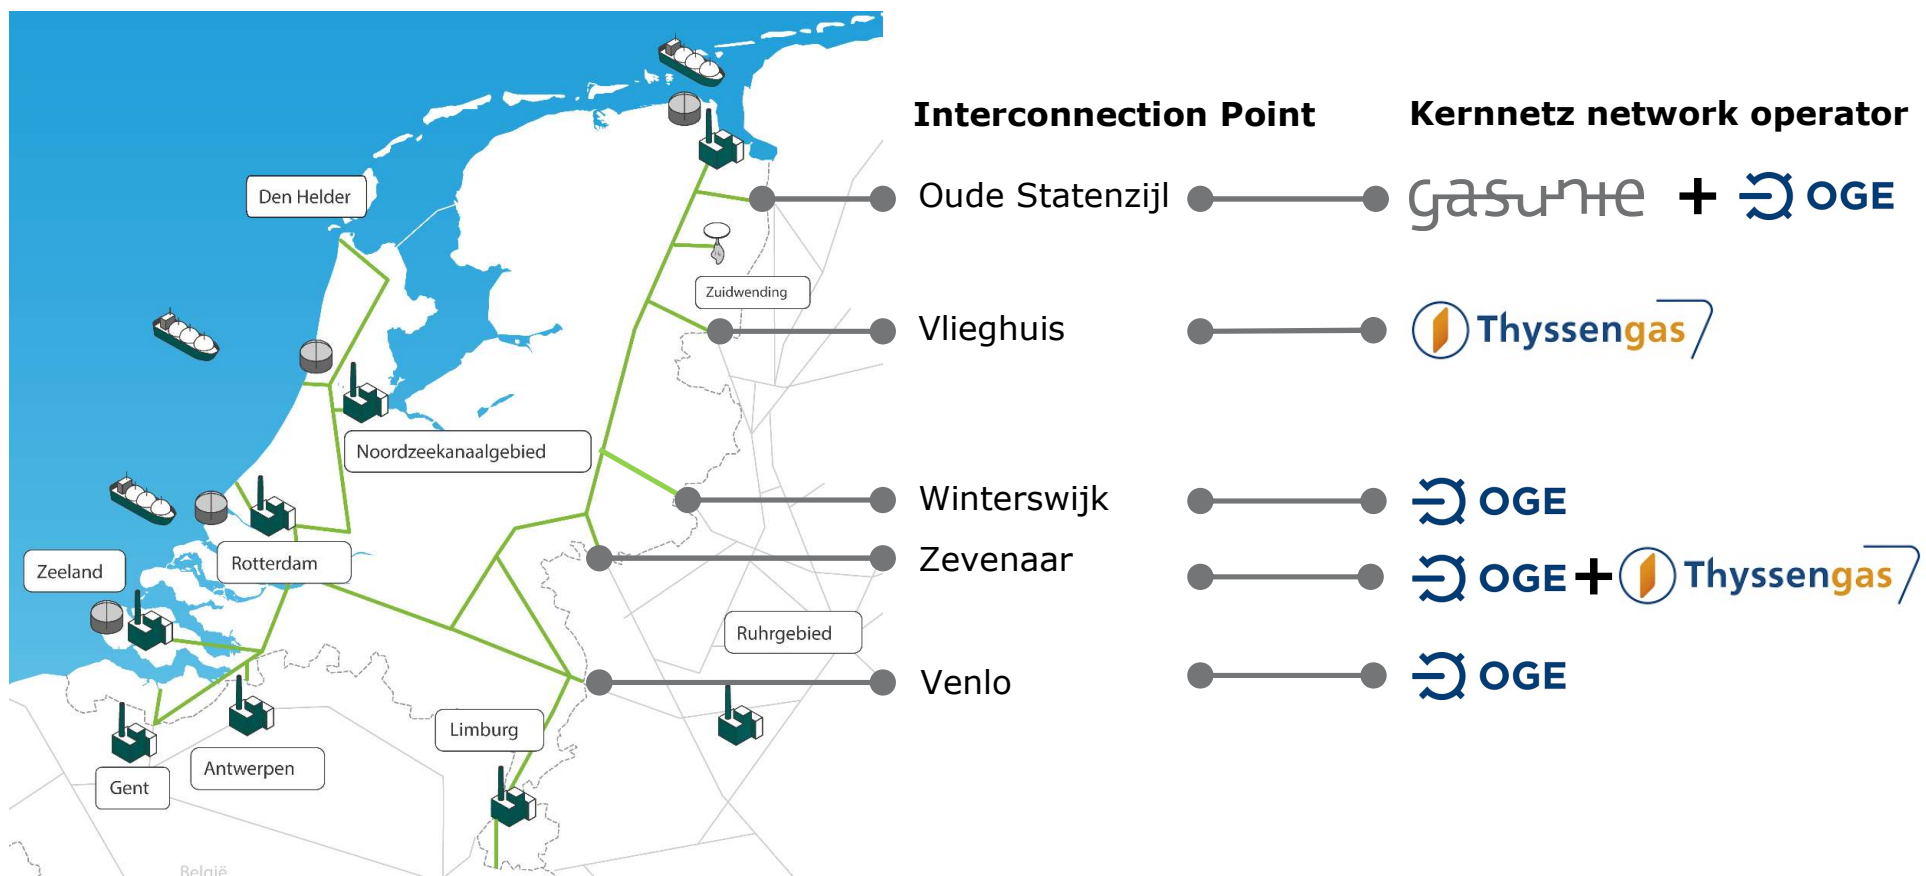 Interconnection Point
Kernnetz network operator
Den Helder
Oude Statenzijl
gasunie + OGE
Zuidwending
Vlieghuis
Thyssengas
Noordzeekanaalgebied
Winterswijk
OGE
Rotterdam
Zeeland
Zevenaar
OGE + Thyssengas
Ruhrgebied
Venlo
OGE
Limburg
Antwerpen
Gent
België